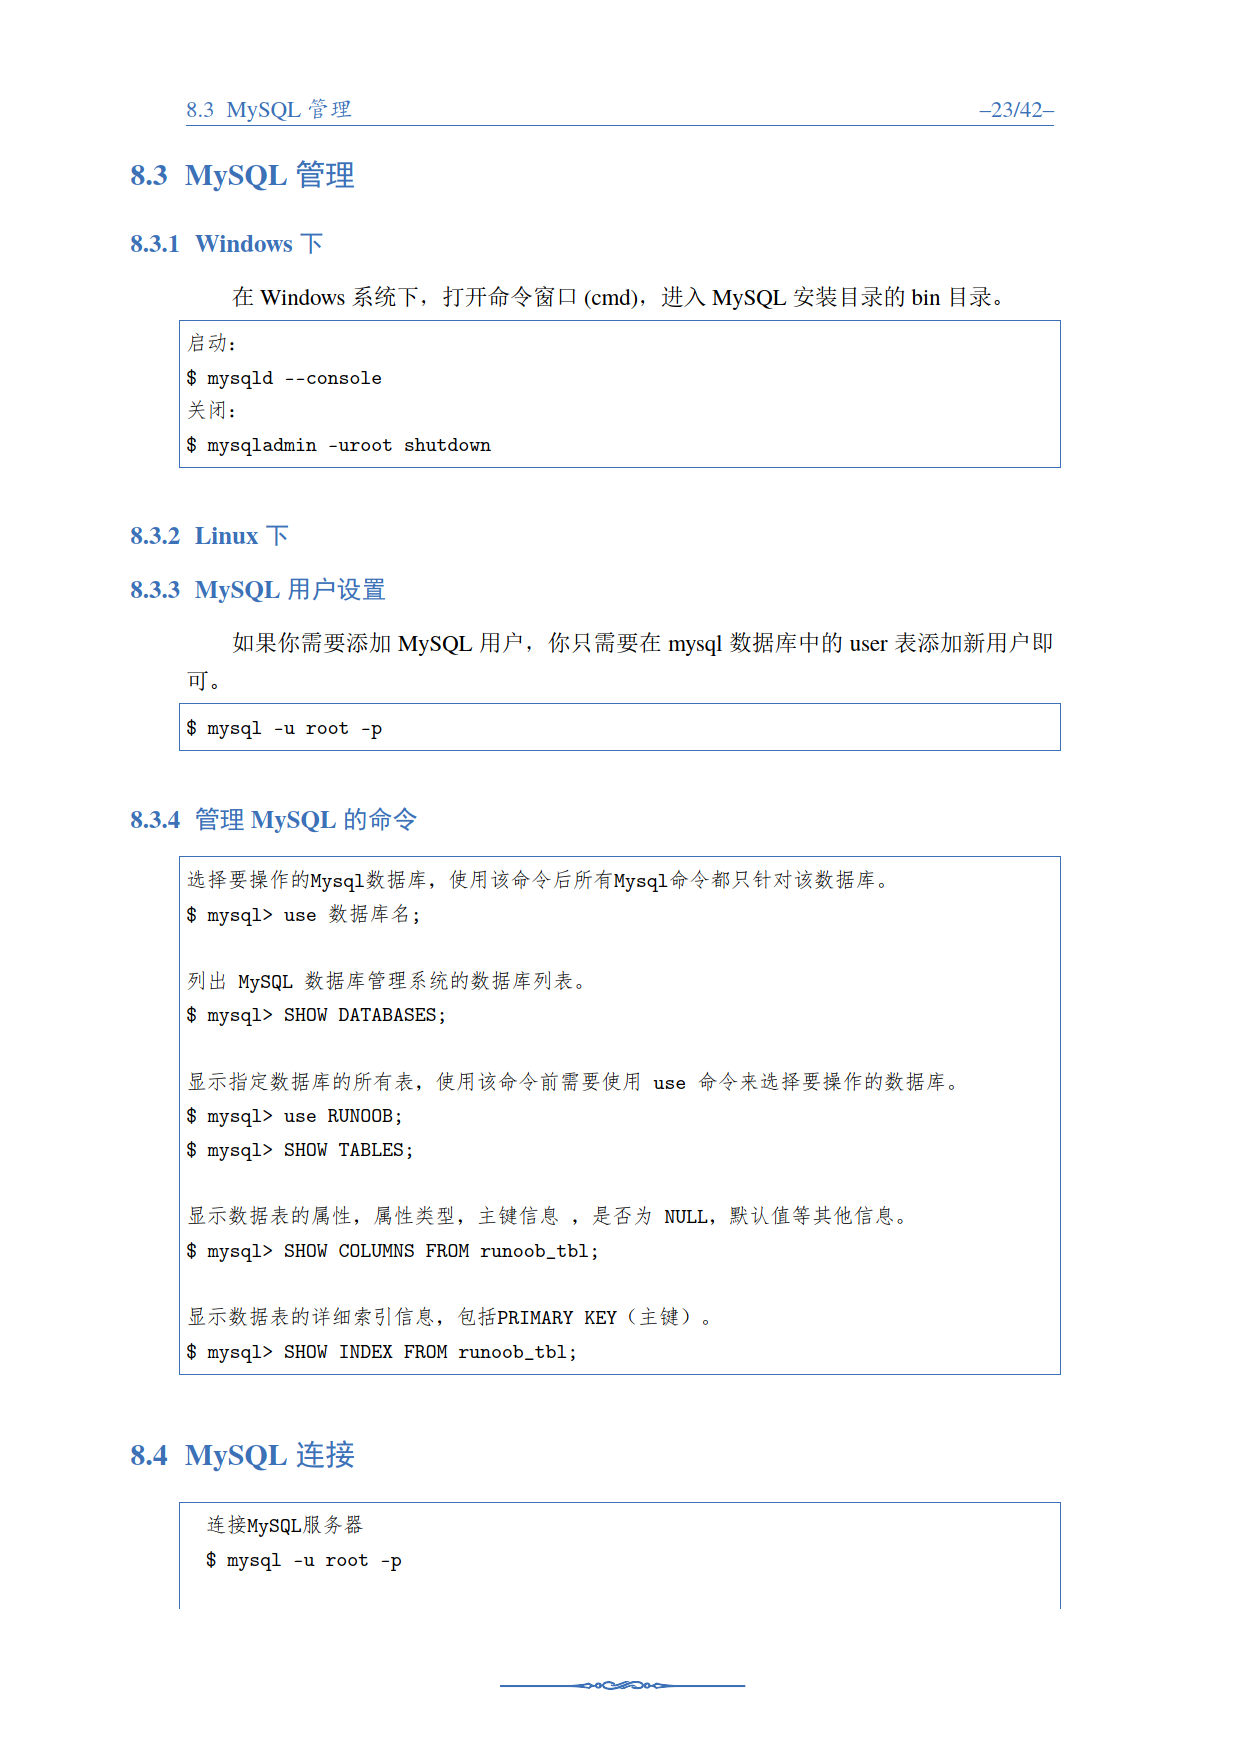 8.3 MySQL 管理 –23/42–
8.3 MySQL 管理
8.3.1 Windows 下
在 Windows 系统下，打开命令窗口 (cmd)，进入 MySQL 安装目录的 bin 目录。
启动：
$ mysqld --console
关闭：
$ mysqladmin -uroot shutdown
8.3.2 Linux 下
8.3.3 MySQL 用户设置
如果你需要添加 MySQL 用户，你只需要在 mysql 数据库中的 user 表添加新用户即
可。
$ mysql -u root -p
8.3.4 管理 MySQL 的命令
选择要操作的Mysql数据库，使用该命令后所有Mysql命令都只针对该数据库。
$ mysql> use 数据库名;
列出 MySQL 数据库管理系统的数据库列表。
$ mysql> SHOW DATABASES;
显示指定数据库的所有表，使用该命令前需要使用 use 命令来选择要操作的数据库。
$ mysql> use RUNOOB;
$ mysql> SHOW TABLES;
显示数据表的属性，属性类型，主键信息 ，是否为 NULL，默认值等其他信息。
$ mysql> SHOW COLUMNS FROM runoob_tbl;
显示数据表的详细索引信息，包括PRIMARY KEY（主键）。
$ mysql> SHOW INDEX FROM runoob_tbl;
8.4 MySQL 连接
连接MySQL服务器
$ mysql -u root -p